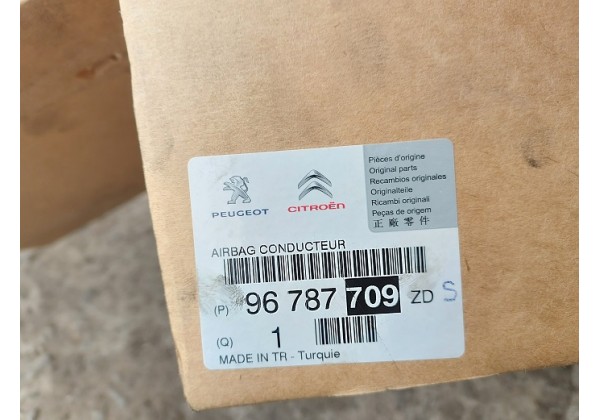 PEUGEOT
CITROËN
Pièces d'origine
Original parts
Recambios originales
Originalteile
Ricambi originali
Peças de origem
正廠零件
AIRBAG CONDUCTEUR
(P) 96 787 709 ZD S
(Q) 1
MADE IN TR - Turquie